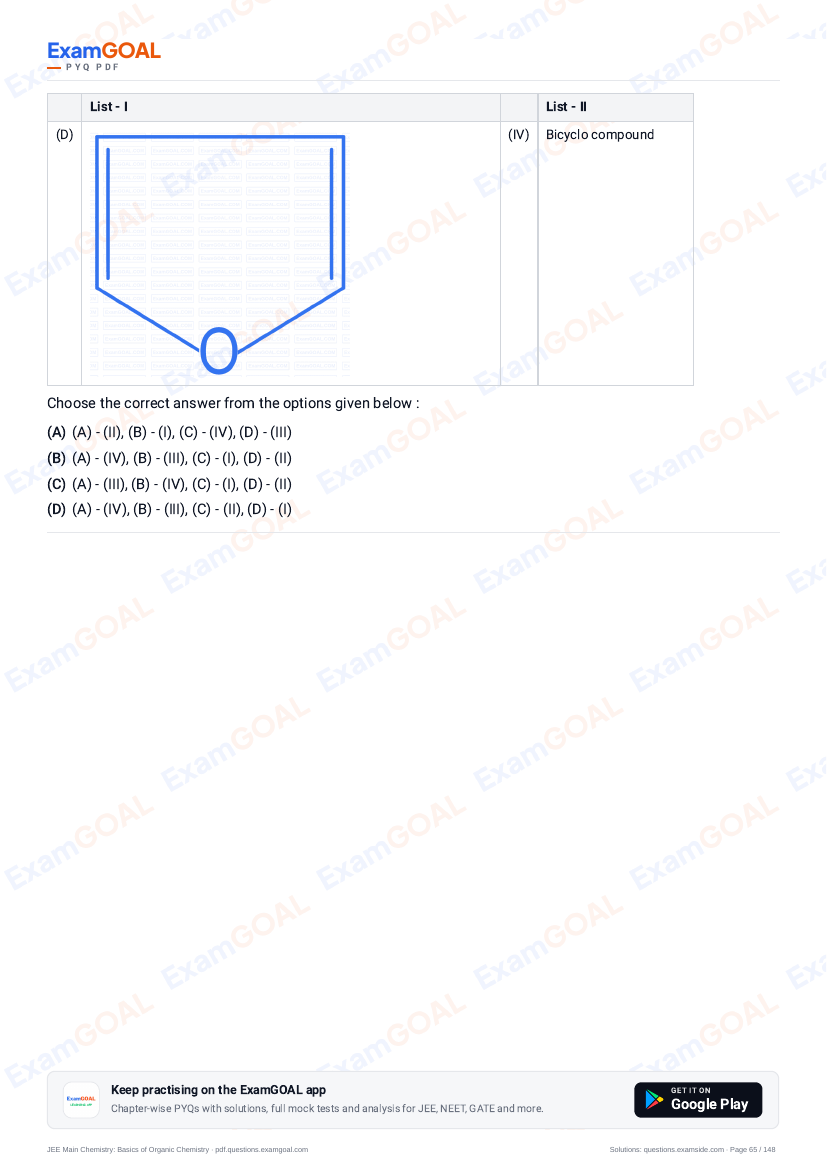 ExamGOAL
PYQ PDF
List - I List - II
(D) (IV) Bicyclo compound
O
Choose the correct answer from the options given below :
(A) (A) - (II), (B) - (I), (C) - (IV), (D) - (III)
(B) (A) - (IV), (B) - (III), (C) - (I), (D) - (II)
(C) (A) - (III), (B) - (IV), (C) - (I), (D) - (II)
(D) (A) - (IV), (B) - (III), (C) - (II), (D) - (I)
ExamGOAL
Keep practising on the ExamGOAL app
Chapter-wise PYQs with solutions, full mock tests and analysis for JEE, NEET, GATE and more.
GET IT ON
Google Play
JEE Main Chemistry: Basics of Organic Chemistry · pdf.questions.examgoal.com Solutions: questions.examside.com · Page 65 / 148